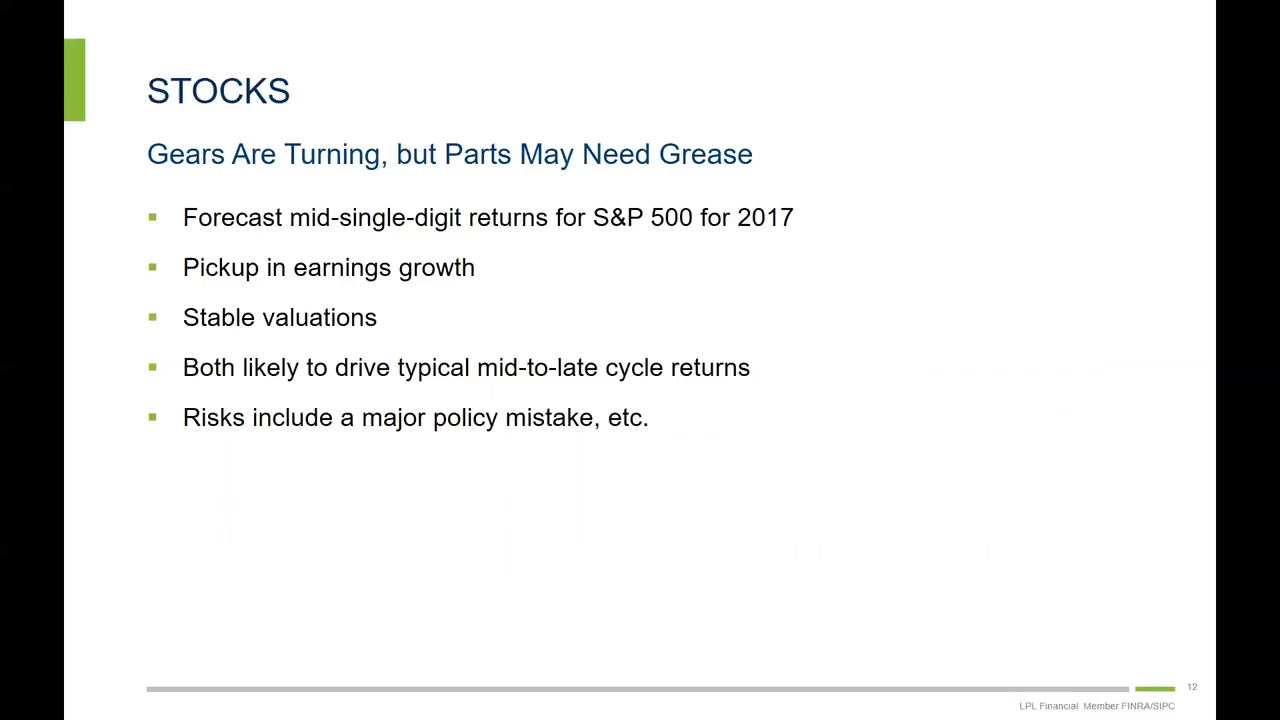 STOCKS
Gears Are Turning, but Parts May Need Grease
▪ Forecast mid-single-digit returns for S&P 500 for 2017
▪ Pickup in earnings growth
▪ Stable valuations
▪ Both likely to drive typical mid-to-late cycle returns
▪ Risks include a major policy mistake, etc.
12
LPL Financial Member FINRA/SIPC